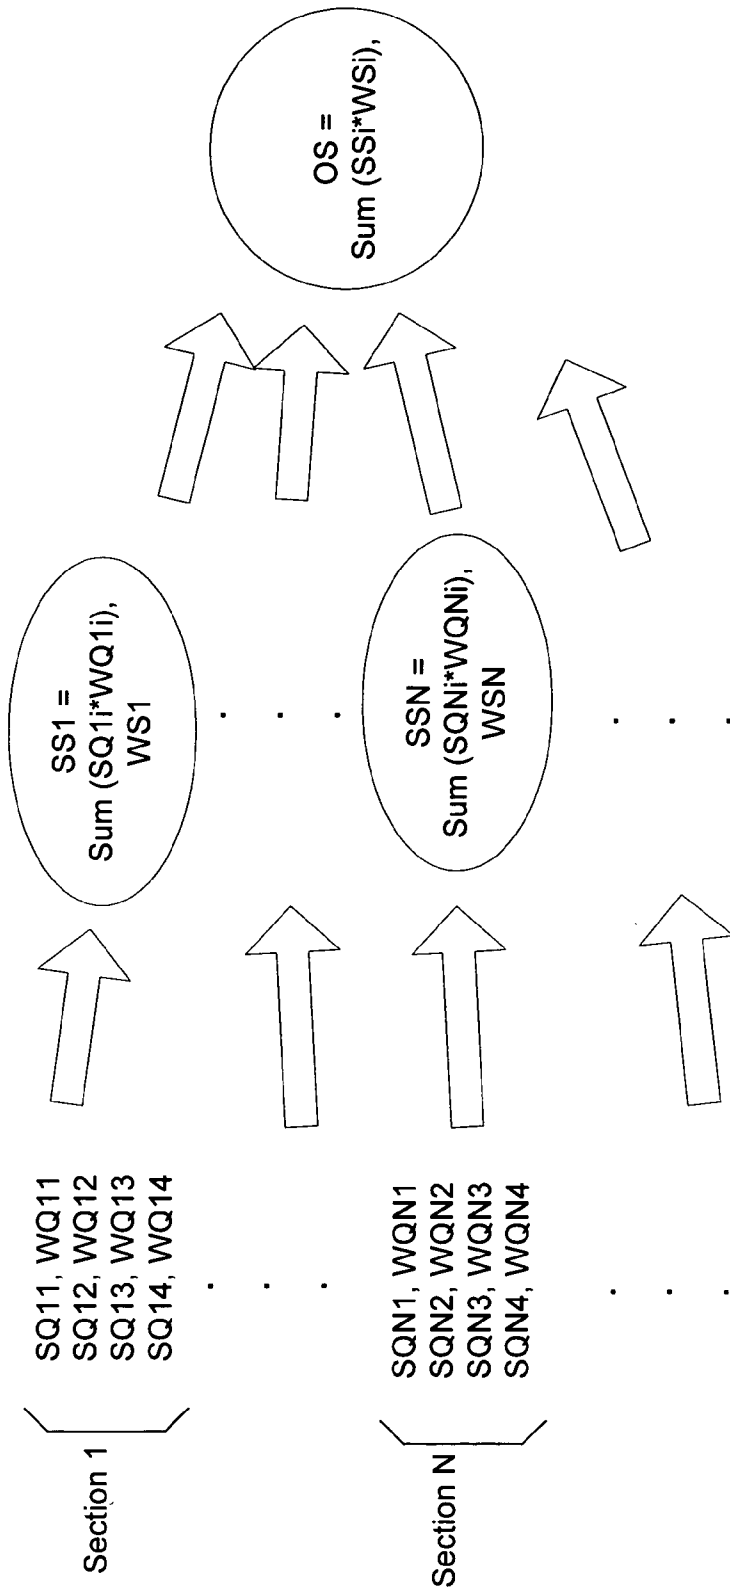 Section 1
SQ11, WQ11
SQ12, WQ12
SQ13, WQ13
SQ14, WQ14
SS1 =
Sum (SQ1i*WQ1i),
WS1
. . .
. . .
Section N
SQN1, WQN1
SQN2, WQN2
SQN3, WQN3
SQN4, WQN4
SSN =
Sum (SQNi*WQNi),
WSN
. . .
. . .
OS =
Sum (SSi*WSi),